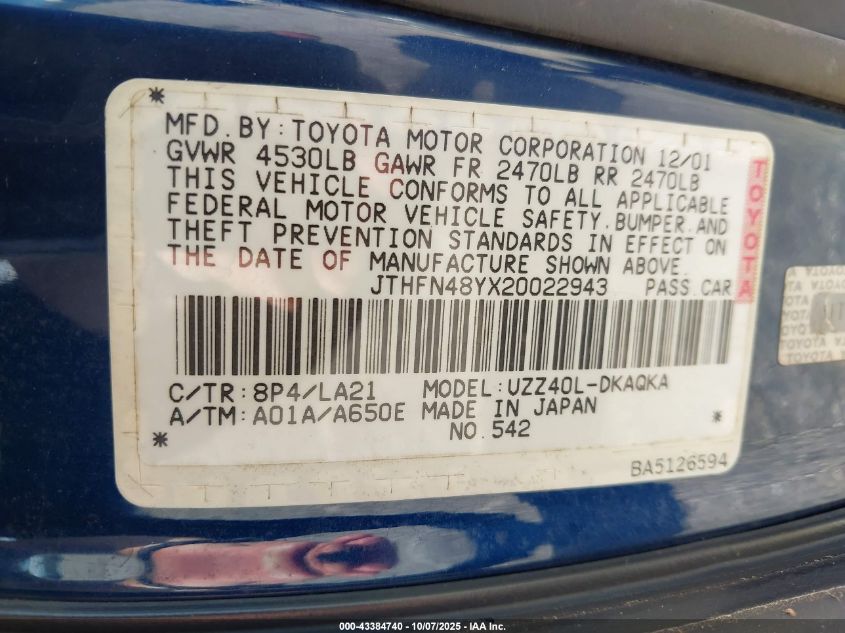 MFD.BY:TOYOTA MOTOR CORPORATION 12/01
GVWR 4530LB GAWR FR 2470LB RR 2470LB
THIS VEHICLE CONFORMS TO ALL APPLICABLE
FEDERAL MOTOR VEHICLE SAFETY,BUMPER,AND
THEFT PREVENTION STANDARDS IN EFFECT ON
THE DATE OF MANUFACTURE SHOWN ABOVE.
JTHFN48YX20022943 PASS.CAR
TOYOTA
C/TR:8P4/LA21 MODEL:UZZ40L-DKAQKA
A/TM:A01A/A650E MADE IN JAPAN
NO.542
BA5126594
000-43384740 - 10/07/2025 - IAA Inc.